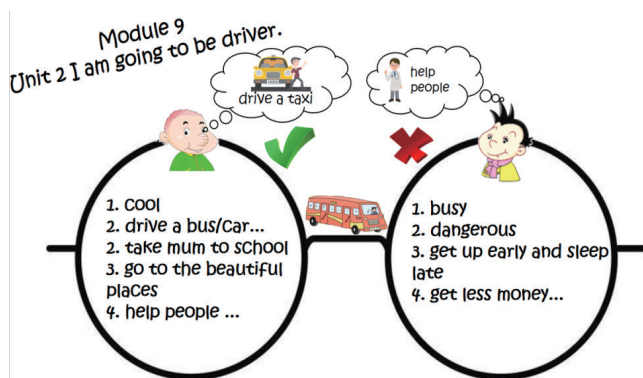 Module 9
Unit 2 I am going to be driver.
drive a taxi
help
people
1. cool
2. drive a bus/car...
2. take mum to school
3. go to the beautiful
places
4. help people ...
1. busy
2. dangerous
3. get up early and sleep
late
4. get less money...